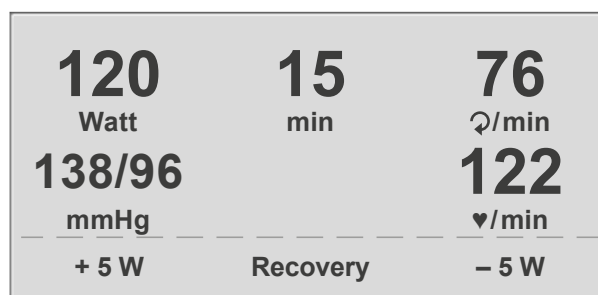 120 15 76
Watt min ⟳/min
138/96 122
mmHg ♥/min
+ 5 W Recovery – 5 W